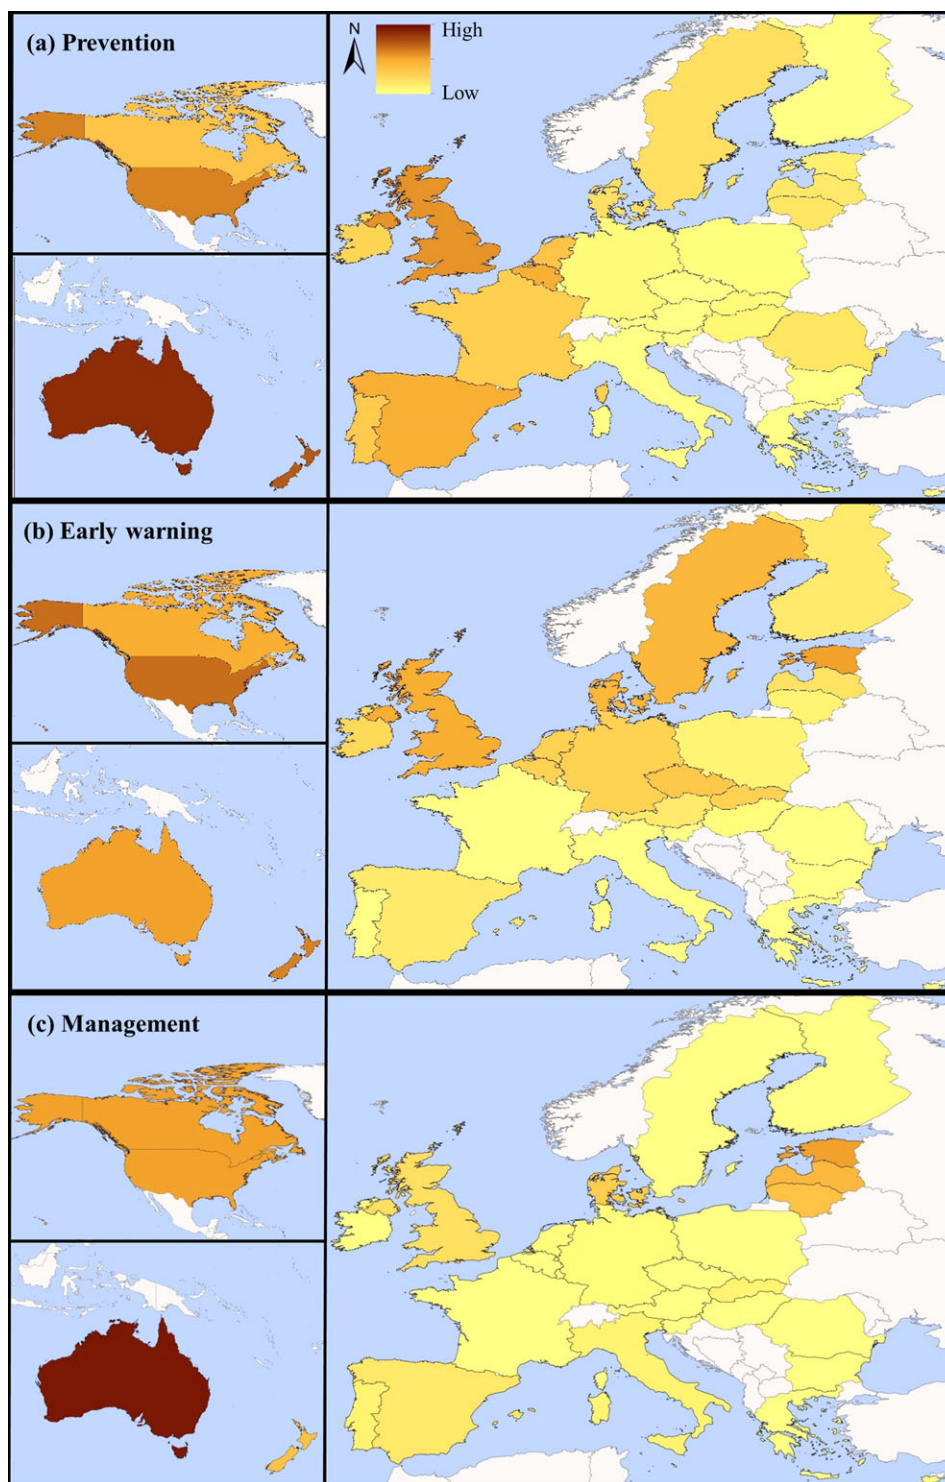 (a) Prevention
N
High
Low
(b) Early warning
(c) Management